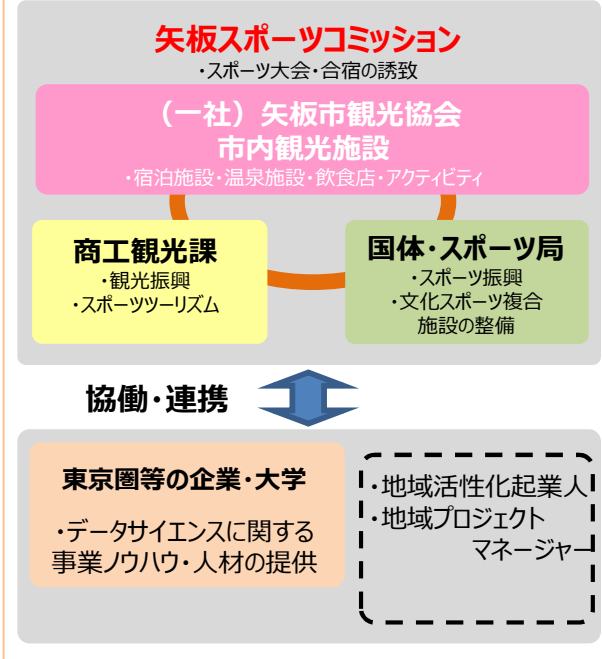 矢板スポーツコミッション
・スポーツ大会・合宿の誘致
（一社）矢板市観光協会
市内観光施設
・宿泊施設・温泉施設・飲食店・アクティビティ
商工観光課
・観光振興
・スポーツツーリズム
国体・スポーツ局
・スポーツ振興
・文化スポーツ複合
施設の整備
協働・連携
東京圏等の企業・大学
・データサイエンスに関する
事業ノウハウ・人材の提供
・地域活性化起業人
・地域プロジェクト
マネージャー